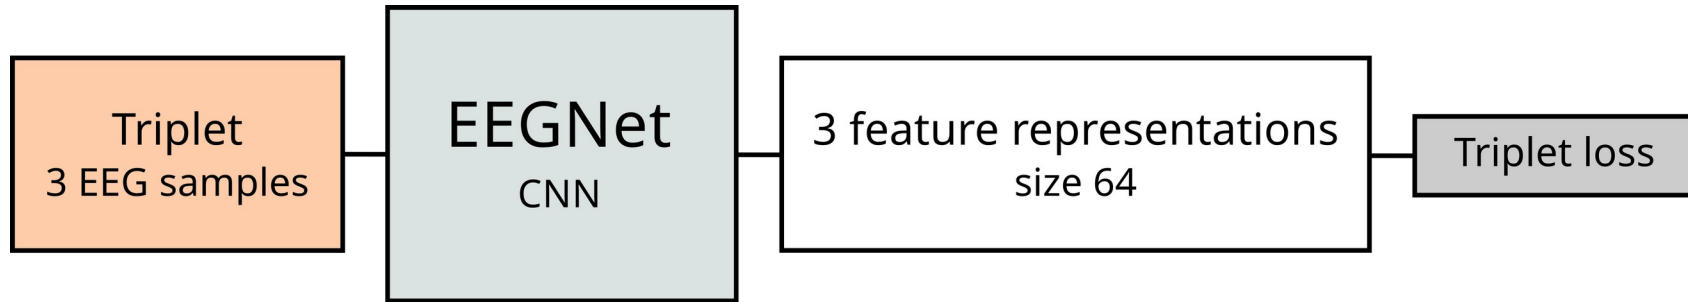 Triplet
3 EEG samples
EEGNet
CNN
3 feature representations
size 64
Triplet loss